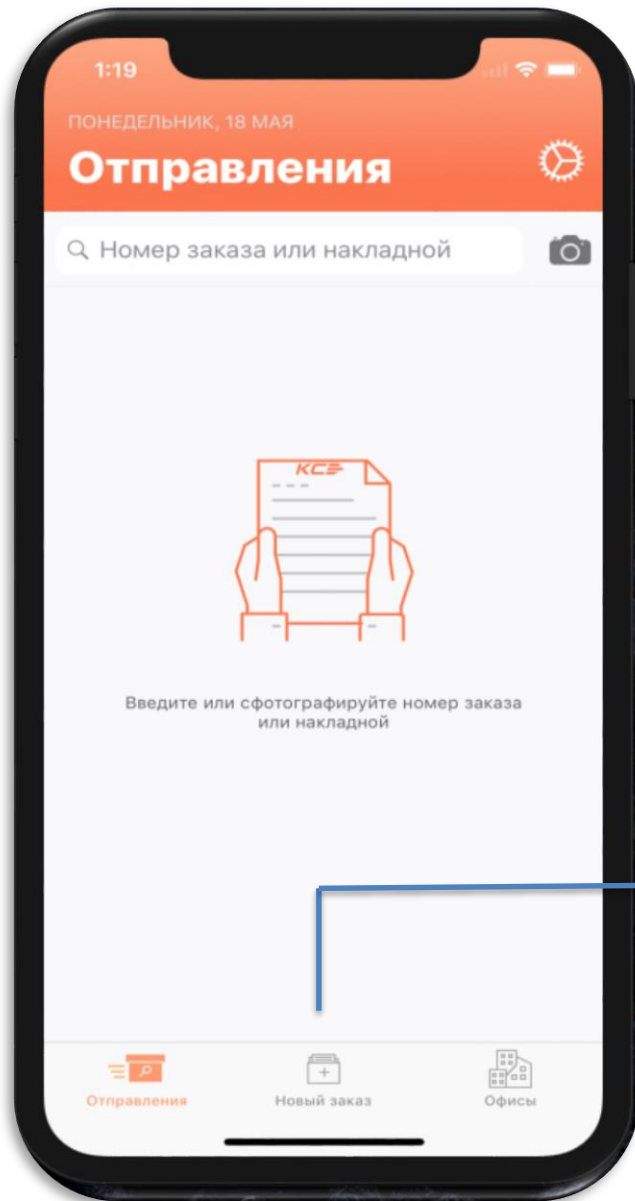 1:19
ПОНЕДЕЛЬНИК, 18 МАЯ
Отправления
Номер заказа или накладной
КСЭ
Введите или сфотографируйте номер заказа
или накладной
Отправления
Новый заказ
Офисы